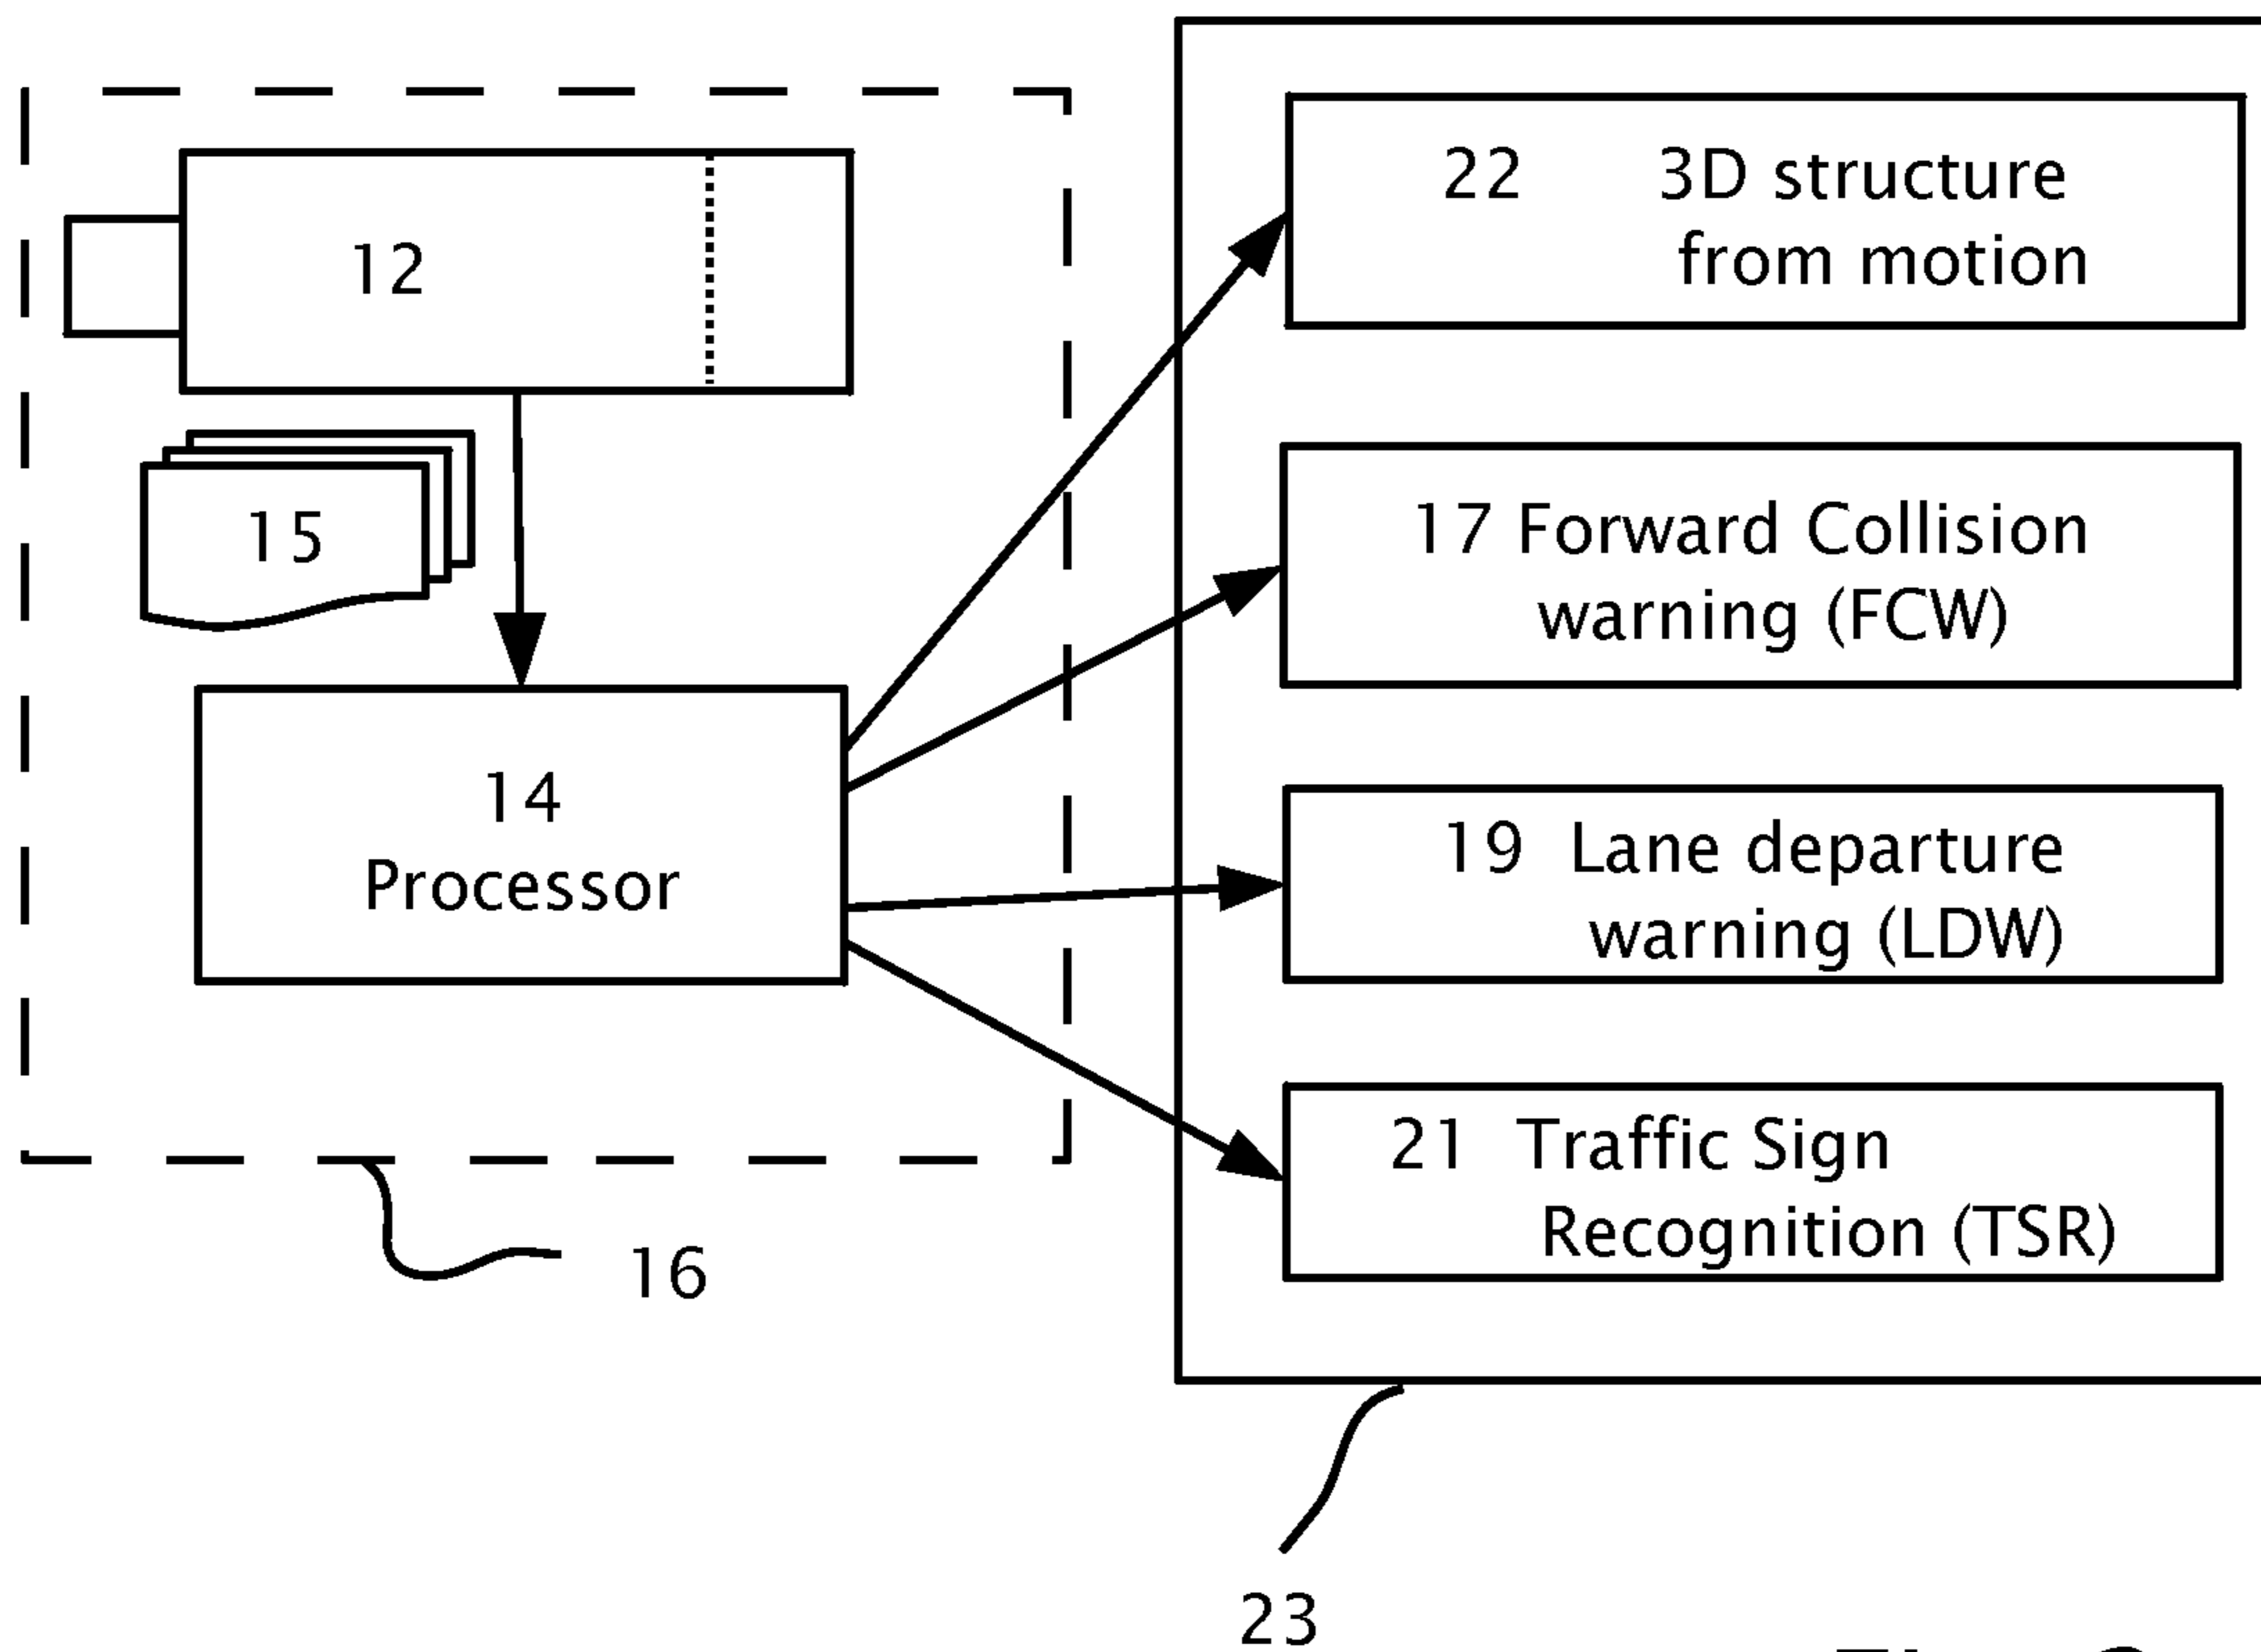 12
15
14
Processor
16
22 3D structure
from motion
17 Forward Collision
warning (FCW)
19 Lane departure
warning (LDW)
21 Traffic Sign
Recognition (TSR)
23